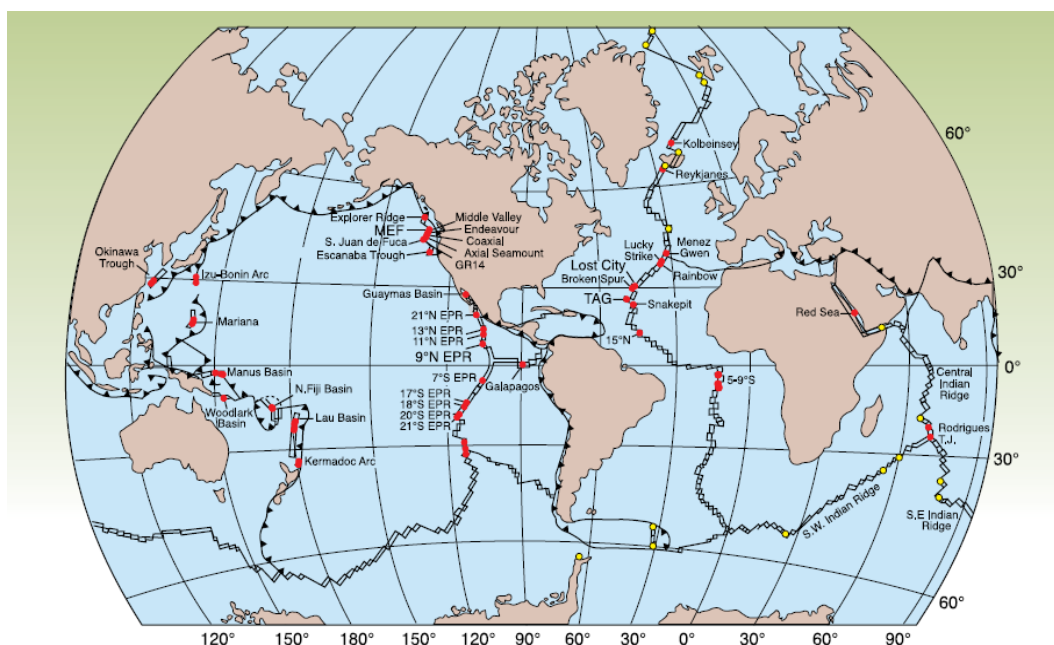 60°
Kolbeinsey
Reykjanes
Explorer Ridge
MEF
S. Juan de Fuca
Escanaba Trough
Middle Valley
Endeavour
Coaxial
Axial Seamount
GR14
Okinawa
Trough
Izu-Bonin Arc
Mariana
Guaymas Basin
21°N EPR
13°N EPR
11°N EPR
9°N EPR
Lucky
Strike
Menez
Gwen
Rainbow
Lost City
Broken Spur
TAG
Snakepit
15°N
30°
Red Sea
0°
Manus Basin
N.Fiji Basin
Woodlark
Basin
Lau Basin
Kermadoc Arc
7°S EPR
Galapagos
17°S EPR
18°S EPR
20°S EPR
21°S EPR
5-9°S
Central
Indian
Ridge
Rodrigues
T.J.
30°
S.W. Indian Ridge
S.E Indian
Ridge
60°
120° 150° 180° 150° 120° 90° 60° 30° 0° 30° 60° 90°